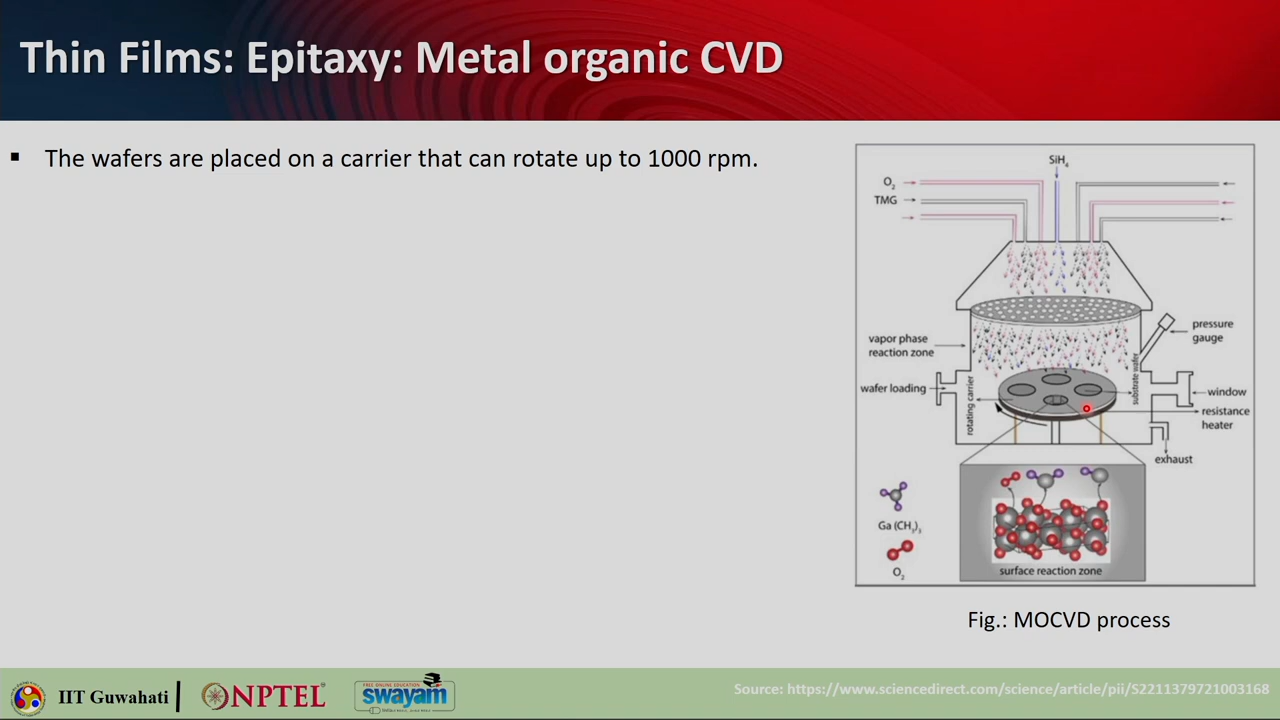 Thin Films: Epitaxy: Metal organic CVD
▪ The wafers are placed on a carrier that can rotate up to 1000 rpm.
SiH₄
O₂
TMG
vapor phase
reaction zone
pressure
gauge
wafer loading
rotating carrier
substrate wafer
window
resistance
heater
exhaust
Ga (CH₃)₃
O₂
surface reaction zone
Fig.: MOCVD process
IIT Guwahati
NPTEL
FREE ONLINE EDUCATION
swayam
Source: https://www.sciencedirect.com/science/article/pii/S2211379721003168